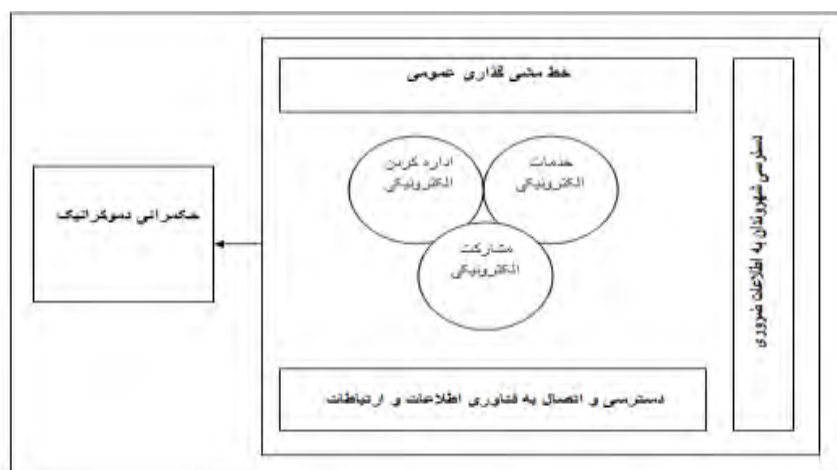 خط مشی گذاری عمومی
دسترسی شهروندان به اطلاعات ضروری
خدمات
الکترونیکی
اداره کردن
الکترونیکی
مشارکت
الکترونیکی
حکمرانی دموکراتیک
دسترسی و اتصال به فناوری اطلاعات و ارتباطات